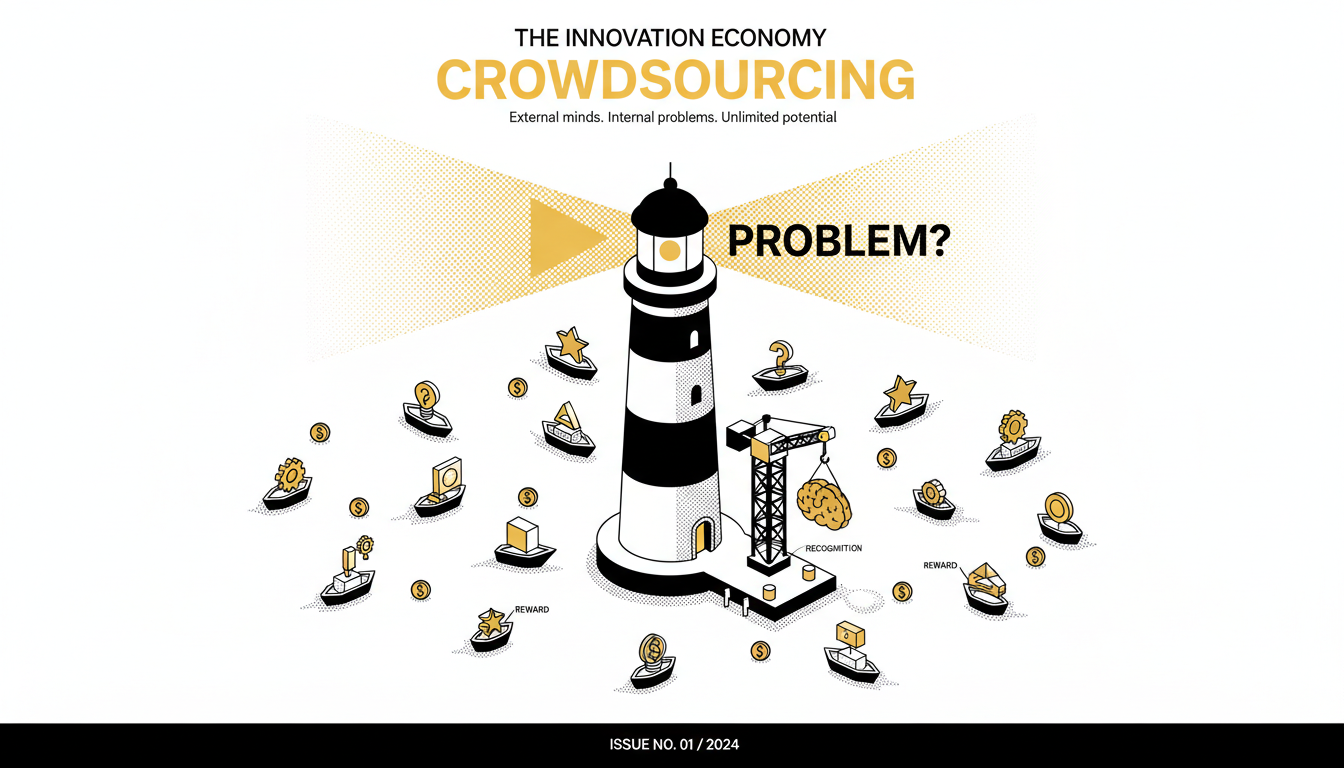 THE INNOVATION ECONOMY
CROWDSOURCING
External minds. Internal problems. Unlimited potential
PROBLEM?
RECOGMITION
REWARD
REWARD
ISSUE NO. 01 / 2024